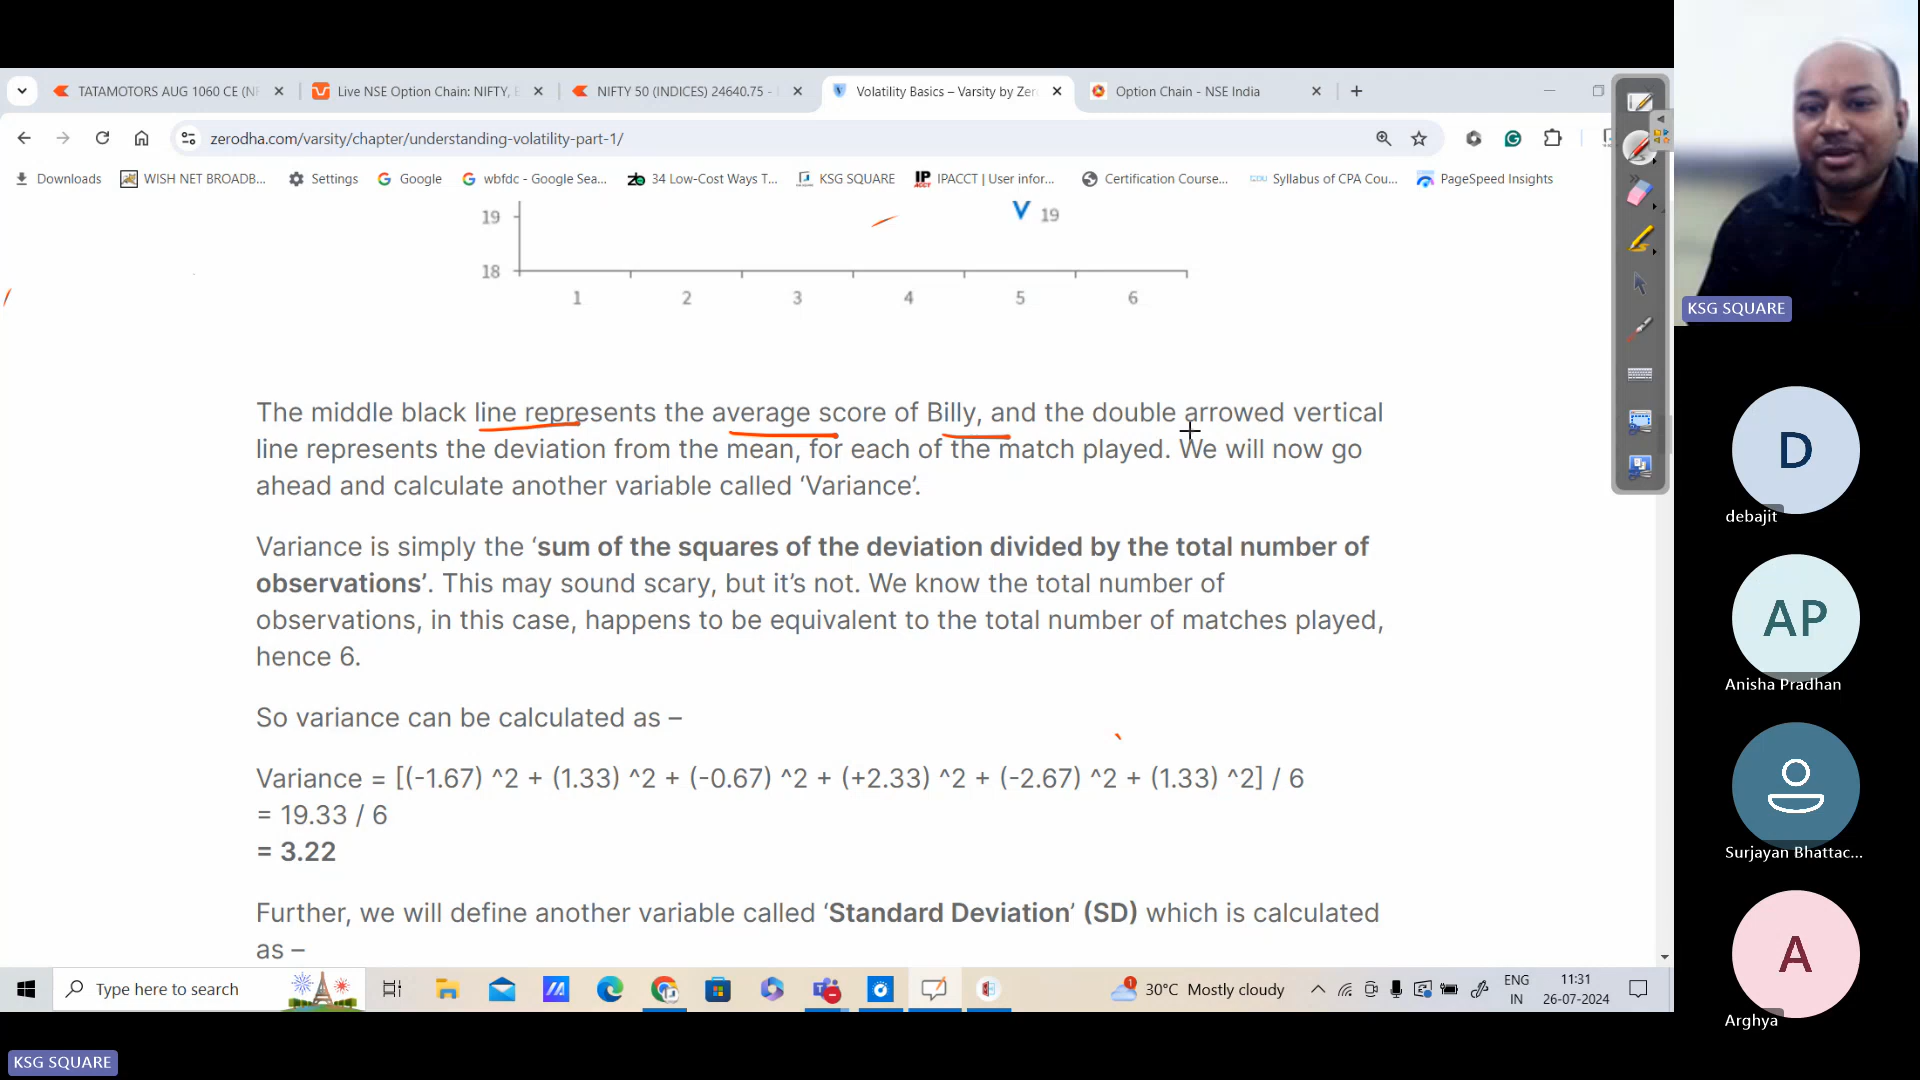 TATAMOTORS AUG 1060 CE (NF
Live NSE Option Chain: NIFTY, B
NIFTY 50 (INDICES) 24640.75 -
Volatility Basics – Varsity by Zer
Option Chain - NSE India
zerodha.com/varsity/chapter/understanding-volatility-part-1/
Downloads
WISH NET BROADB...
Settings
Google
wbfdc - Google Sea...
34 Low-Cost Ways T...
KSG SQUARE
IPACCT | User infor...
Certification Course...
Syllabus of CPA Cou...
PageSpeed Insights
19
19
18
1 2 3 4 5 6
The middle black line represents the average score of Billy, and the double arrowed vertical
line represents the deviation from the mean, for each of the match played. We will now go
ahead and calculate another variable called ‘Variance’.
Variance is simply the ‘sum of the squares of the deviation divided by the total number of
observations’. This may sound scary, but it’s not. We know the total number of
observations, in this case, happens to be equivalent to the total number of matches played,
hence 6.
So variance can be calculated as –
Variance = [(-1.67) ^2 + (1.33) ^2 + (-0.67) ^2 + (+2.33) ^2 + (-2.67) ^2 + (1.33) ^2] / 6
= 19.33 / 6
= 3.22
Further, we will define another variable called ‘Standard Deviation’ (SD) which is calculated
as –
Type here to search
30°C Mostly cloudy
ENG
IN
11:31
26-07-2024
KSG SQUARE
D
debajit
AP
Anisha Pradhan
Surjayan Bhattac...
A
Arghya
KSG SQUARE